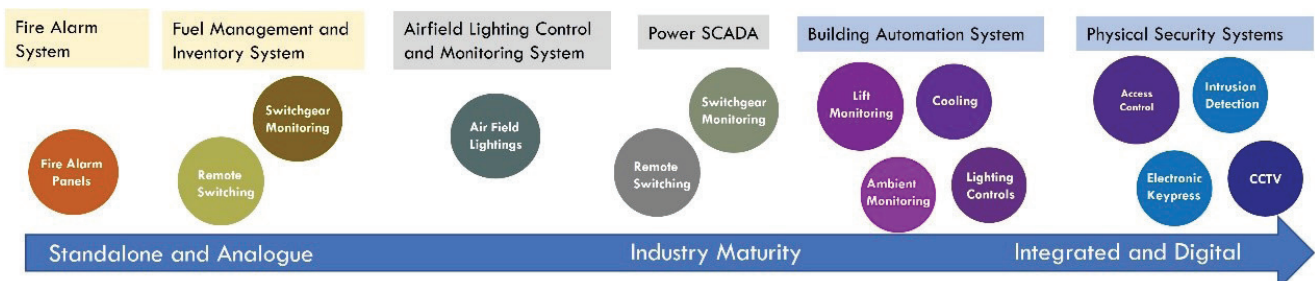 Fire Alarm
System
Fuel Management and
Inventory System
Airfield Lighting Control
and Monitoring System
Power SCADA
Building Automation System
Physical Security Systems
Fire Alarm
Panels
Switchgear
Monitoring
Remote
Switching
Air Field
Lightings
Switchgear
Monitoring
Remote
Switching
Lift
Monitoring
Cooling
Ambient
Monitoring
Lighting
Controls
Access
Control
Intrusion
Detection
Electronic
Keypress
CCTV
Standalone and Analogue
Industry Maturity
Integrated and Digital